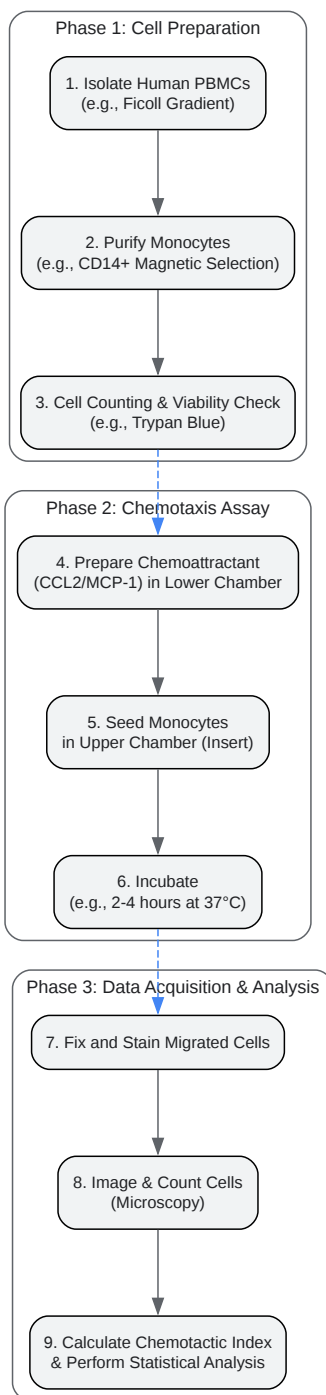 Phase 1: Cell Preparation
1. Isolate Human PBMCs
(e.g., Ficoll Gradient)
2. Purify Monocytes
(e.g., CD14+ Magnetic Selection)
3. Cell Counting & Viability Check
(e.g., Trypan Blue)
Phase 2: Chemotaxis Assay
4. Prepare Chemoattractant
(CCL2/MCP-1) in Lower Chamber
5. Seed Monocytes
in Upper Chamber (Insert)
6. Incubate
(e.g., 2-4 hours at 37°C)
Phase 3: Data Acquisition & Analysis
7. Fix and Stain Migrated Cells
8. Image & Count Cells
(Microscopy)
9. Calculate Chemotactic Index
& Perform Statistical Analysis